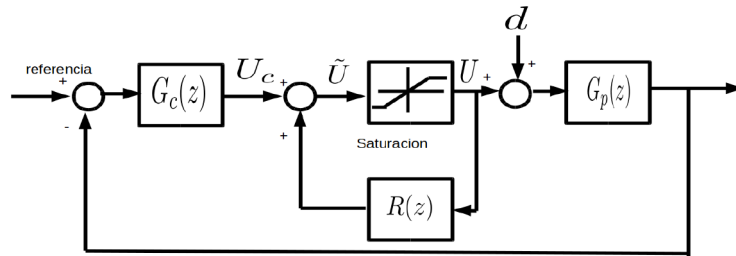 d
referencia
+
-
G_c(z)
U_c
+
+
Ũ
U
+
+
G_p(z)
Saturacion
R(z)